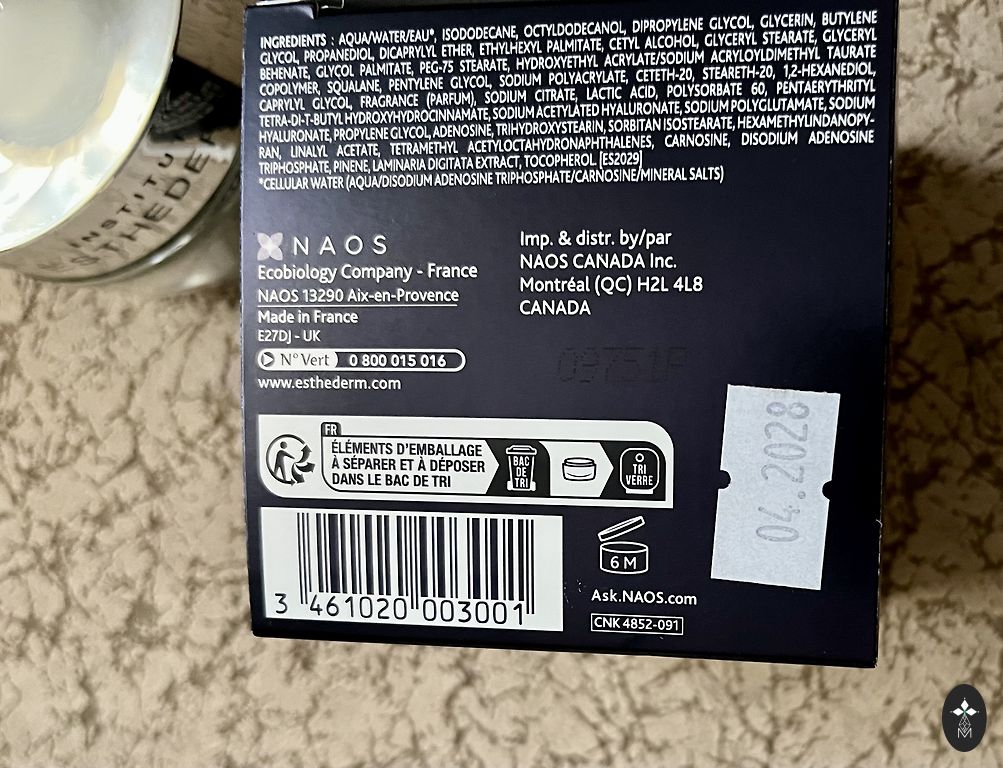 INSTITUT
ESTHEDERM
INGREDIENTS : AQUA/WATER/EAU*, ISODODECANE, OCTYLDODECANOL, DIPROPYLENE GLYCOL, GLYCERIN, BUTYLENE
GLYCOL, PROPANEDIOL, DICAPRYLYL ETHER, ETHYLHEXYL PALMITATE, CETYL ALCOHOL, GLYCERYL STEARATE, GLYCERYL
BEHENATE, GLYCOL PALMITATE, PEG-75 STEARATE, HYDROXYETHYL ACRYLATE/SODIUM ACRYLOYLDIMETHYL TAURATE
COPOLYMER, SQUALANE, PENTYLENE GLYCOL, SODIUM POLYACRYLATE, CETETH-20, STEARETH-20, 1,2-HEXANEDIOL,
CAPRYLYL GLYCOL, FRAGRANCE (PARFUM), SODIUM CITRATE, LACTIC ACID, POLYSORBATE 60, PENTAERYTHRITYL
TETRA-DI-T-BUTYL HYDROXYHYDROCINNAMATE, SODIUM ACETYLATED HYALURONATE, SODIUM POLYGLUTAMATE, SODIUM
HYALURONATE, PROPYLENE GLYCOL, ADENOSINE, TRIHYDROXYSTEARIN, SORBITAN ISOSTEARATE, HEXAMETHYLINDANOPY-
RAN, LINALYL ACETATE, TETRAMETHYL ACETYLOCTAHYDRONAPHTHALENES, CARNOSINE, DISODIUM ADENOSINE
TRIPHOSPHATE, PINENE, LAMINARIA DIGITATA EXTRACT, TOCOPHEROL [ES2029]
*CELLULAR WATER (AQUA/DISODIUM ADENOSINE TRIPHOSPHATE/CARNOSINE/MINERAL SALTS)
NAOS
Ecobiology Company - France
NAOS 13290 Aix-en-Provence
Made in France
E27DJ - UK
N° Vert 0 800 015 016
www.esthederm.com
Imp. & distr. by/par
NAOS CANADA Inc.
Montréal (QC) H2L 4L8
CANADA
FR
ÉLÉMENTS D'EMBALLAGE
À SÉPARER ET À DÉPOSER
DANS LE BAC DE TRI
BAC
DE
TRI
TRI
VERRE
04.2028
3 461020 003001
6 M
Ask.NAOS.com
CNK 4852-091
M